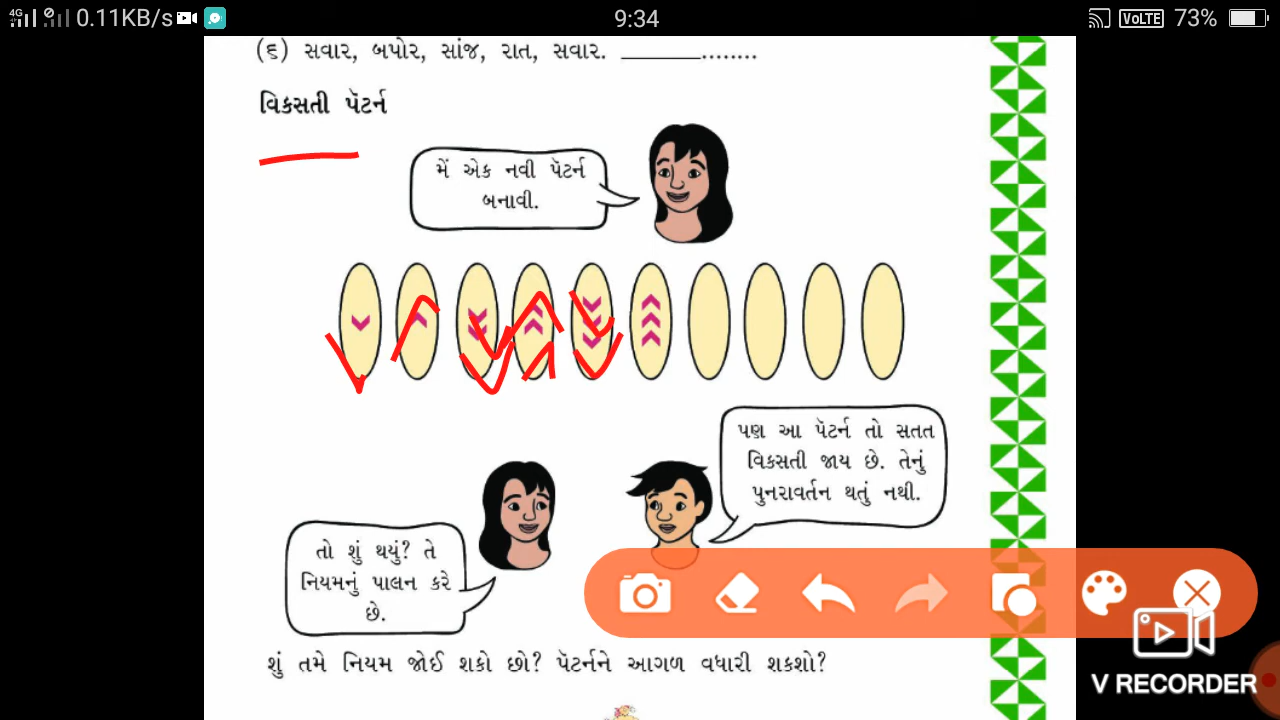 4G 0.11KB/s 9:34 VoLTE 73%
(૬) સવાર, બપોર, સાંજ, રાત, સવાર. ________........
વિકસતી પૅટર્ન
મેં એક નવી પૅટર્ન
બનાવી.
પણ આ પૅટર્ન તો સતત
વિકસતી જાય છે. તેનું
પુનરાવર્તન થતું નથી.
તો શું થયું? તે
નિયમનું પાલન કરે
છે.
શું તમે નિયમ જોઈ શકો છો? પૅટર્નને આગળ વધારી શકશો?
V RECORDER